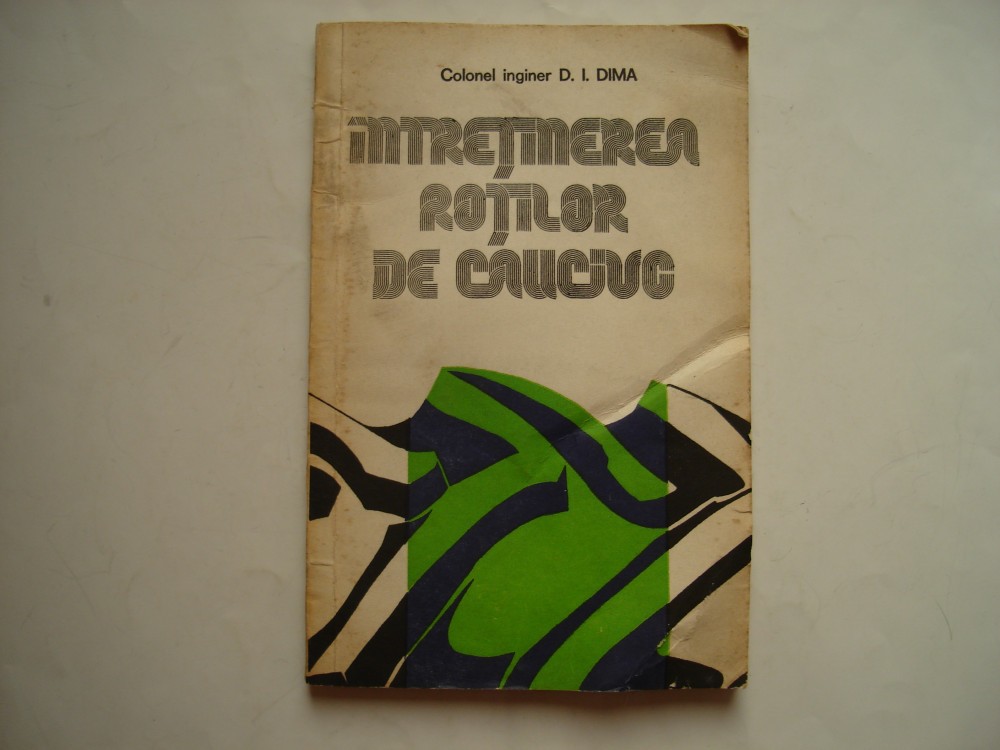 Colonel inginer D. I. DIMA
ÎNTREȚINEREA
ROȚILOR
DE CAUCIUC